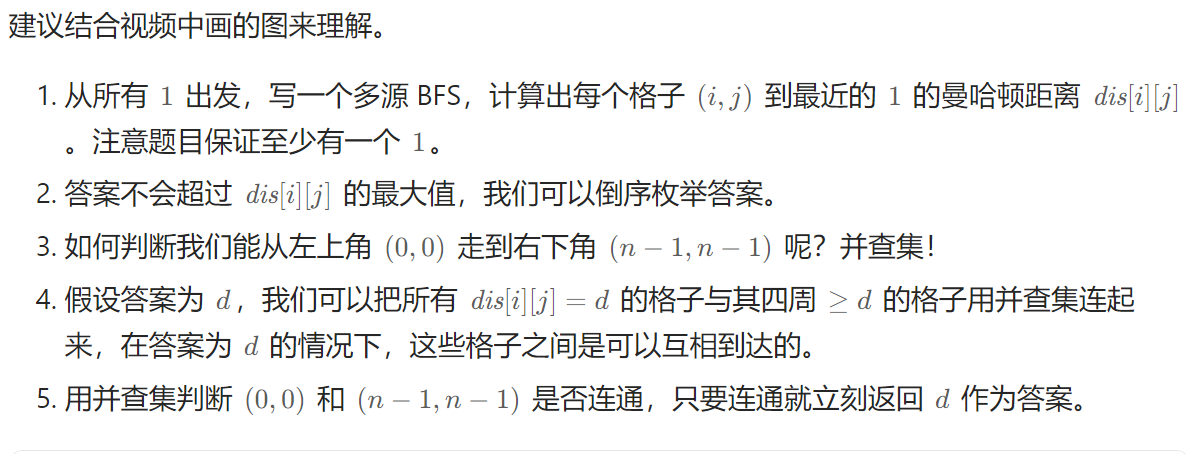 建议结合视频中画的图来理解。
1. 从所有 1 出发，写一个多源 BFS，计算出每个格子 (i, j) 到最近的 1 的曼哈顿距离 dis[i][j]
。注意题目保证至少有一个 1。
2. 答案不会超过 dis[i][j] 的最大值，我们可以倒序枚举答案。
3. 如何判断我们能从左上角 (0, 0) 走到右下角 (n − 1, n − 1) 呢？并查集！
4. 假设答案为 d，我们可以把所有 dis[i][j] = d 的格子与其四周 ≥ d 的格子用并查集连起
来，在答案为 d 的情况下，这些格子之间是可以互相到达的。
5. 用并查集判断 (0, 0) 和 (n − 1, n − 1) 是否连通，只要连通就立刻返回 d 作为答案。